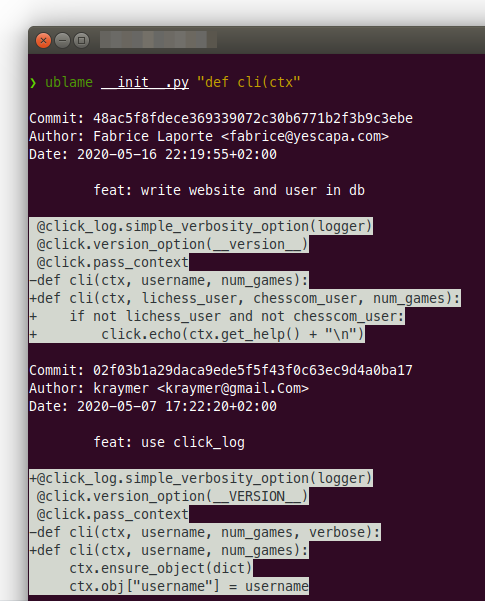 ❯ ublame __init__.py "def cli(ctx"
Commit: 48ac5f8fdece369339072c30b6771b2f3b9c3ebe
Author: Fabrice Laporte <fabrice@yescapa.com>
Date: 2020-05-16 22:19:55+02:00
feat: write website and user in db
@click_log.simple_verbosity_option(logger)
@click.version_option(__version__)
@click.pass_context
-def cli(ctx, username, num_games):
+def cli(ctx, lichess_user, chesscom_user, num_games):
+    if not lichess_user and not chesscom_user:
+        click.echo(ctx.get_help() + "\n")
Commit: 02f03b1a29daca9ede5f5f43f0c63ec9d4a0ba17
Author: kraymer <kraymer@gmail.Com>
Date: 2020-05-07 17:22:20+02:00
feat: use click_log
+@click_log.simple_verbosity_option(logger)
@click.version_option(__VERSION__)
@click.pass_context
-def cli(ctx, username, num_games, verbose):
+def cli(ctx, username, num_games):
ctx.ensure_object(dict)
ctx.obj["username"] = username